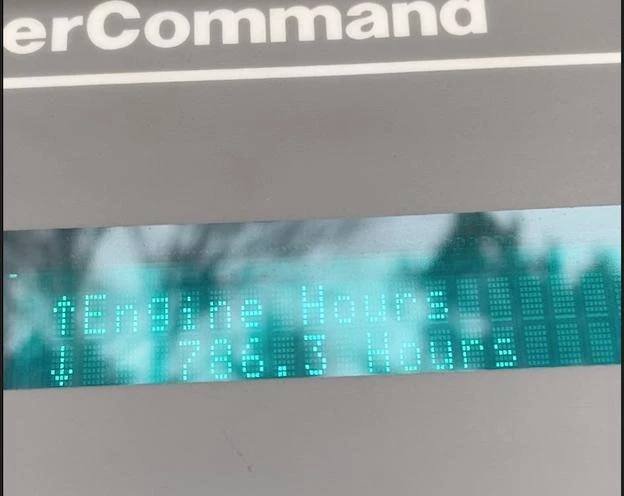 erCommand
↑Engine Hours
↓ 786.3 Hours